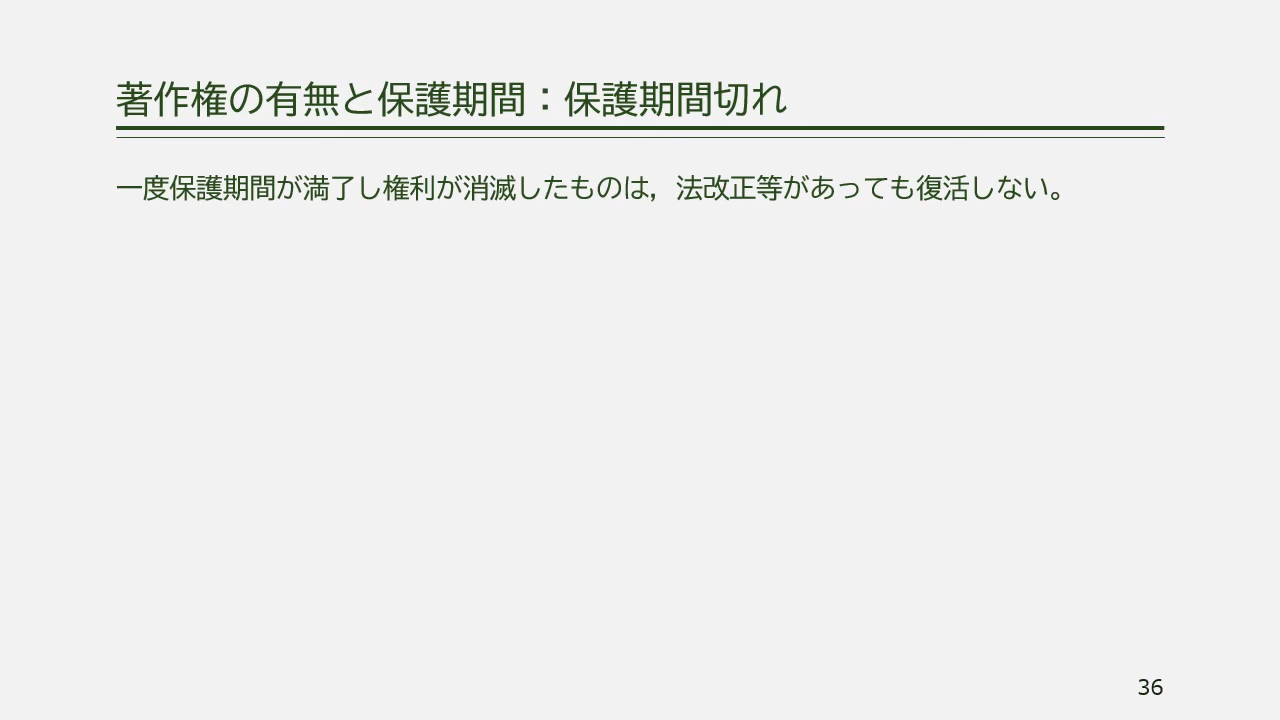 著作権の有無と保護期間：保護期間切れ
一度保護期間が満了し権利が消滅したものは，法改正等があっても復活しない。
36